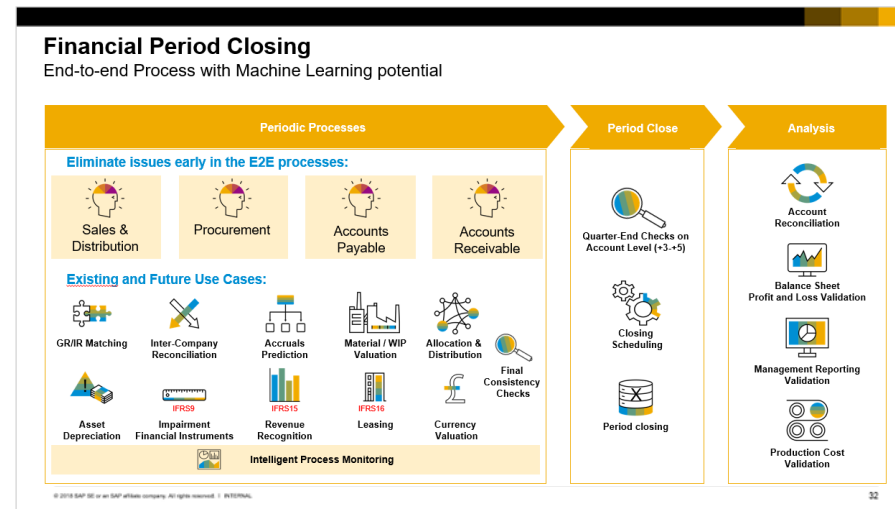 Financial Period Closing
End-to-end Process with Machine Learning potential
Periodic Processes
Period Close
Analysis
Eliminate issues early in the E2E processes:
Sales &
Distribution
Procurement
Accounts
Payable
Accounts
Receivable
Existing and Future Use Cases:
GR/IR Matching
Inter-Company
Reconciliation
Accruals
Prediction
Material / WIP
Valuation
Allocation &
Distribution
Final
Consistency
Checks
Asset
Depreciation
IFRS9
Impairment
Financial Instruments
IFRS15
Revenue
Recognition
IFRS16
Leasing
Currency
Valuation
Intelligent Process Monitoring
Quarter-End Checks on
Account Level (+3-+5)
Closing
Scheduling
Period closing
Account
Reconciliation
Balance Sheet
Profit and Loss Validation
Management Reporting
Validation
Production Cost
Validation
© 2018 SAP SE or an SAP affiliate company. All rights reserved. | INTERNAL
32